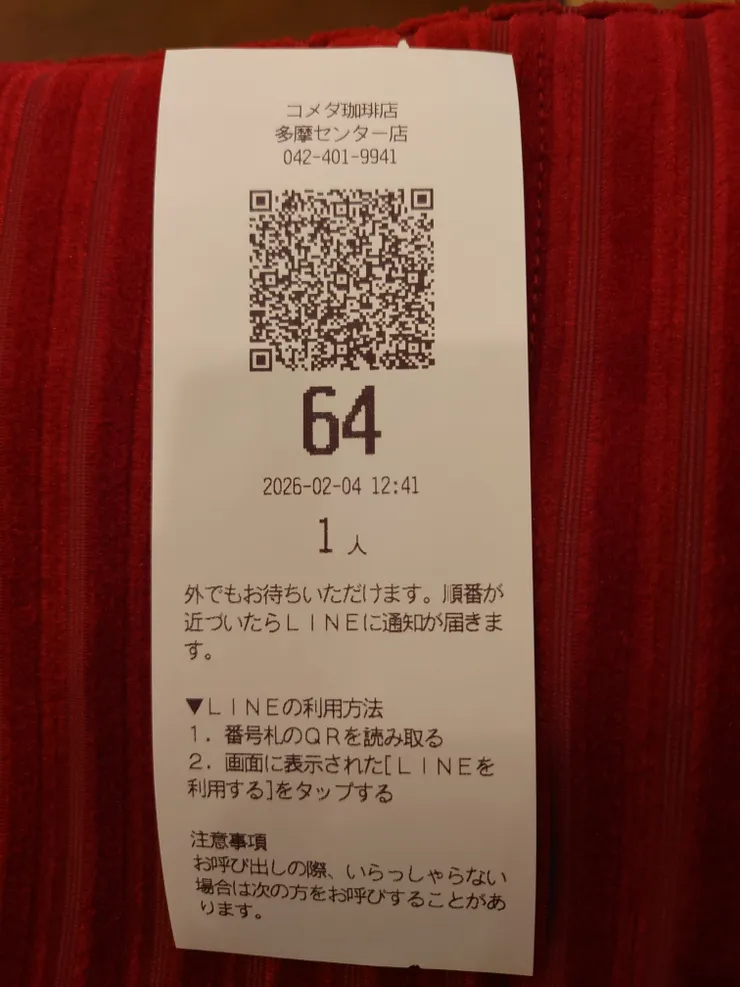 コメダ珈琲店
多摩センター店
042-401-9941
64
2026-02-04 12:41
1 人
外でもお待ちいただけます。順番が
近づいたらＬＩＮＥに通知が届きま
す。
▼ＬＩＮＥの利用方法
１．番号札のＱＲを読み取る
２．画面に表示された[ＬＩＮＥを
利用する]をタップする
注意事項
お呼び出しの際、いらっしゃらない
場合は次の方をお呼びすることがあ
ります。